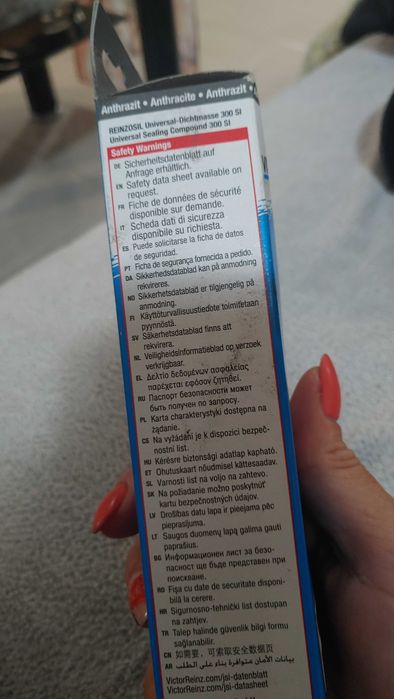 Anthrazit • Anthracite • Anthrazit •
REINZOSIL Universal-Dichtmasse 300 SI
Universal Sealing Compound 300 SI
Safety Warnings
DE Sicherheitsdatenblatt auf
Anfrage erhältlich.
EN Safety data sheet available on
request.
FR Fiche de données de sécurité
disponible sur demande.
IT Scheda dati di sicurezza
disponibile su richiesta.
ES Puede solicitarse la ficha de datos
de seguridad.
PT Ficha de segurança fornecida a pedido.
DA Sikkerhedsdatablad kan på anmodning
rekvireres.
NO Sikkerhetsdatablad er tilgjengelig på
anmodning.
FI Käyttöturvallisuustiedote toimitetaan
pyynnöstä.
SV Säkerhetsdatablad finns att
rekvirera.
NL Veiligheidsinformatieblad op verzoek
verkrijgbaar.
EL Δελτίο δεδομένων ασφαλείας
παρέχεται εφόσον ζητηθεί.
RU Паспорт безопасности может
быть получен по запросу.
PL Karta charakterystyki dostępna na
żądanie.
CS Na vyžádání je k dispozici bezpeč-
nostní list.
HU Kérésre biztonsági adatlap kapható.
ET Ohutuskaart nõudmisel kättesaadav.
SL Varnosti list na voljo na zahtevo.
SK Na požiadanie možno poskytnúť
kartu bezpečnostných údajov.
LV Drošības datu lapa ir pieejama pēc
pieprasījuma.
LT Saugos duomenų lapą galima gauti
paprašius.
BG Информационен лист за безо-
пасност ще бъде представен при
поискване.
RO Fișa cu date de securitate disponi-
bilă la cerere.
HR Sigurnosno-tehnički list dostupan
na zahtjev.
TR Talep halinde güvenlik bilgi formu
sağlanabilir.
CN 如需要，可索取安全数据页
AR بيانات الأمان متوافرة بناء على الطلب
VictorReinz.com/jsi-datenblatt
VictorReinz.com/jsi-datasheet